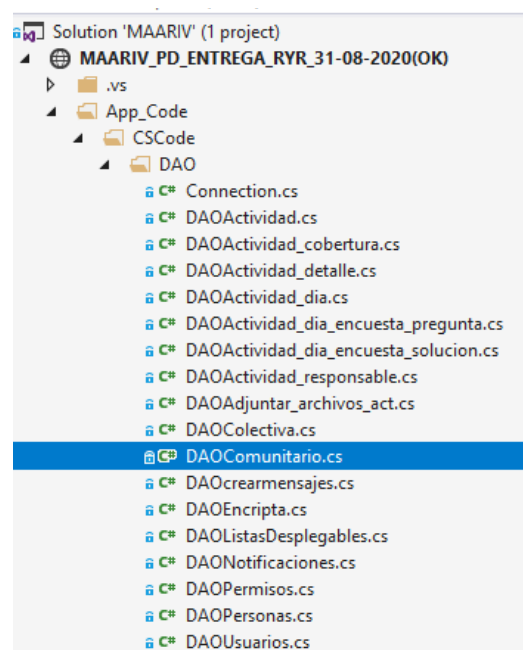 Solution 'MAARIV' (1 project)
MAARIV_PD_ENTREGA_RYR_31-08-2020(OK)
.vs
App_Code
CSCode
DAO
C# Connection.cs
C# DAOActividad.cs
C# DAOActividad_cobertura.cs
C# DAOActividad_detalle.cs
C# DAOActividad_dia.cs
C# DAOActividad_dia_encuesta_pregunta.cs
C# DAOActividad_dia_encuesta_solucion.cs
C# DAOActividad_responsable.cs
C# DAOAdjuntar_archivos_act.cs
C# DAOColectiva.cs
C# DAOComunitario.cs
C# DAOcrearmensajes.cs
C# DAOEncripta.cs
C# DAOListasDesplegables.cs
C# DAONotificaciones.cs
C# DAOPermisos.cs
C# DAOPersonas.cs
C# DAOUsuarios.cs